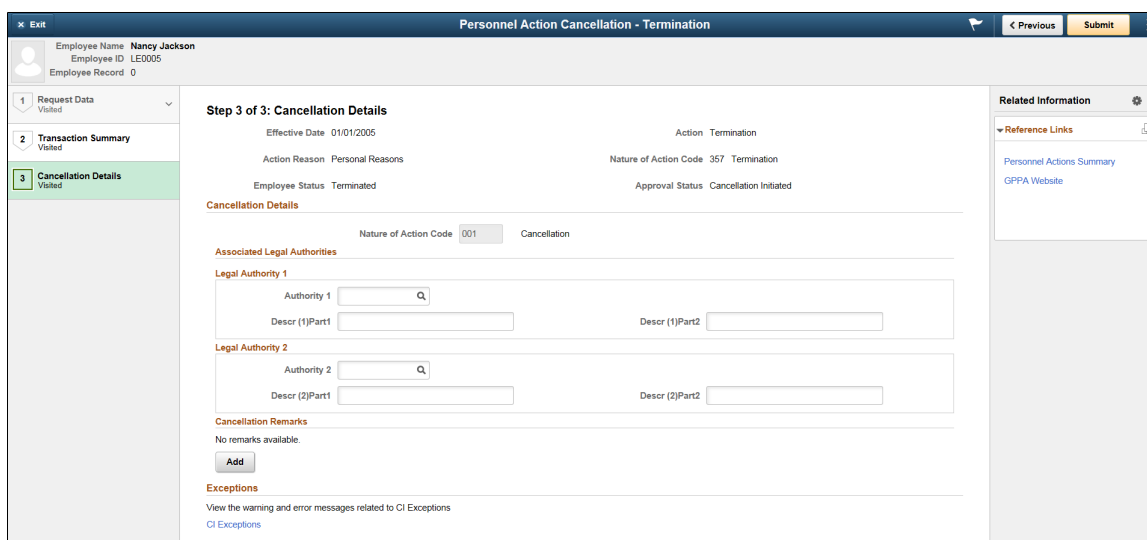 × Exit
Personnel Action Cancellation - Termination
Previous
Submit
Employee Name Nancy Jackson
Employee ID LE0005
Employee Record 0
1 Request Data
Visited
2 Transaction Summary
Visited
3 Cancellation Details
Visited
Step 3 of 3: Cancellation Details
Effective Date 01/01/2005 Action Termination
Action Reason Personal Reasons Nature of Action Code 357 Termination
Employee Status Terminated Approval Status Cancellation Initiated
Cancellation Details
Nature of Action Code 001 Cancellation
Associated Legal Authorities
Legal Authority 1
Authority 1
Descr (1)Part1 Descr (1)Part2
Legal Authority 2
Authority 2
Descr (2)Part1 Descr (2)Part2
Cancellation Remarks
No remarks available.
Add
Exceptions
View the warning and error messages related to CI Exceptions
CI Exceptions
Related Information
Reference Links
Personnel Actions Summary
GPPA Website